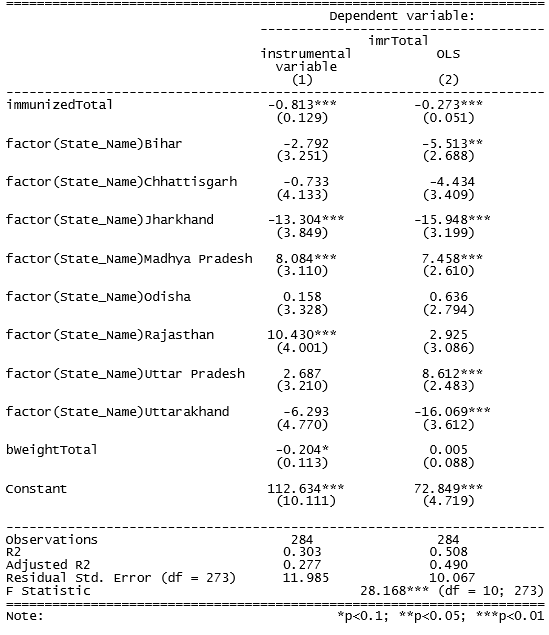 Dependent variable:
imrTotal
instrumental OLS
variable
(1) (2)
immunizedTotal -0.813*** -0.273***
(0.129) (0.051)
factor(State_Name)Bihar -2.792 -5.513**
(3.251) (2.688)
factor(State_Name)Chhattisgarh -0.733 -4.434
(4.133) (3.409)
factor(State_Name)Jharkhand -13.304*** -15.948***
(3.849) (3.199)
factor(State_Name)Madhya Pradesh 8.084*** 7.458***
(3.110) (2.610)
factor(State_Name)Odisha 0.158 0.636
(3.328) (2.794)
factor(State_Name)Rajasthan 10.430*** 2.925
(4.001) (3.086)
factor(State_Name)Uttar Pradesh 2.687 8.612***
(3.210) (2.483)
factor(State_Name)Uttarakhand -6.293 -16.069***
(4.770) (3.612)
bWeightTotal -0.204* 0.005
(0.113) (0.088)
Constant 112.634*** 72.849***
(10.111) (4.719)
Observations 284 284
R2 0.303 0.508
Adjusted R2 0.277 0.490
Residual Std. Error (df = 273) 11.985 10.067
F Statistic 28.168*** (df = 10; 273)
Note: *p<0.1; **p<0.05; ***p<0.01